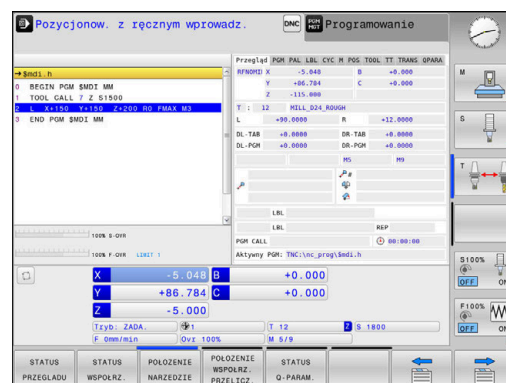 Pozycjonow. z ręcznym wprowadz.
DNC
Programowanie
→$mdi.h
0 BEGIN PGM $MDI MM
1 TOOL CALL 7 Z S1500
2 L X+150 Y+150 Z+200 R0 FMAX M3
3 END PGM $MDI MM
100% S-OVR
100% F-OVR LIMIT 1
Przegląd PGM PAL LBL CYC M POS TOOL TT TRANS QPARA
RFNOMI X -5.048 B +0.000
Y +86.784 C +0.000
Z -115.000
T : 12 MILL_D24_ROUGH
L +90.0000 R +12.0000
DL-TAB +0.0000 DR-TAB +0.0000
DL-PGM +0.0000 DR-PGM +0.0000
M5 M9
LBL
LBL REP
PGM CALL 00:00:00
Aktywny PGM: TNC:\nc_prog\$mdi.h
X -5.048 B +0.000
Y +86.784 C +0.000
Z -5.000
Tryb: ZADA. 1 T 12 Z S 1800
F 0mm/min Ovr 100% M 5/9
STATUS PRZEGLADU
STATUS WSPOŁRZ.
POŁOZENIE NARZEDZIE
POŁOZENIE WSPOŁRZ. PRZELICZ.
STATUS Q-PARAM.
M
S
T
S100%
OFF ON
F100%
OFF ON